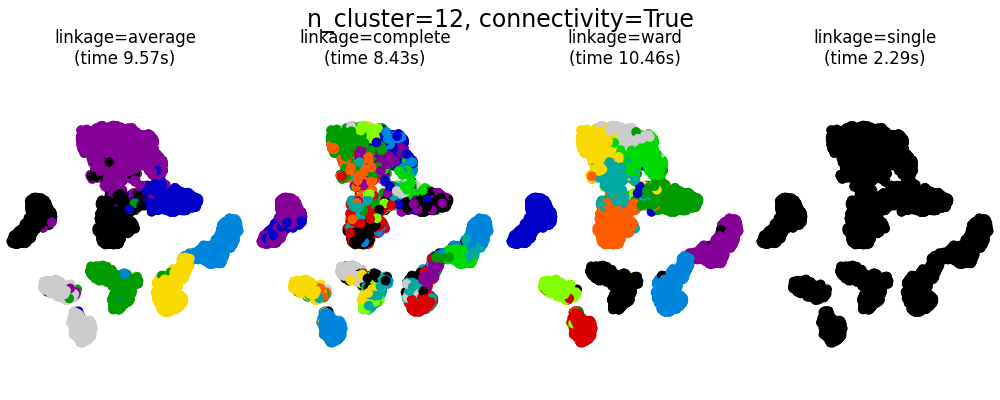 n_cluster=12, connectivity=True
linkage=average
(time 9.57s)
linkage=complete
(time 8.43s)
linkage=ward
(time 10.46s)
linkage=single
(time 2.29s)